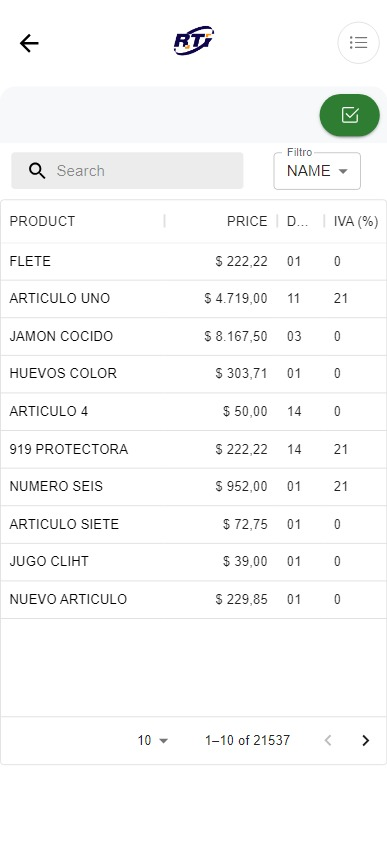 RTI
Filtro
Search
NAME
PRODUCT PRICE D... IVA (%)
FLETE $ 222,22 01 0
ARTICULO UNO $ 4.719,00 11 21
JAMON COCIDO $ 8.167,50 03 0
HUEVOS COLOR $ 303,71 01 0
ARTICULO 4 $ 50,00 14 0
919 PROTECTORA $ 222,22 14 21
NUMERO SEIS $ 952,00 01 21
ARTICULO SIETE $ 72,75 01 0
JUGO CLIHT $ 39,00 01 0
NUEVO ARTICULO $ 229,85 01 0
10 1–10 of 21537